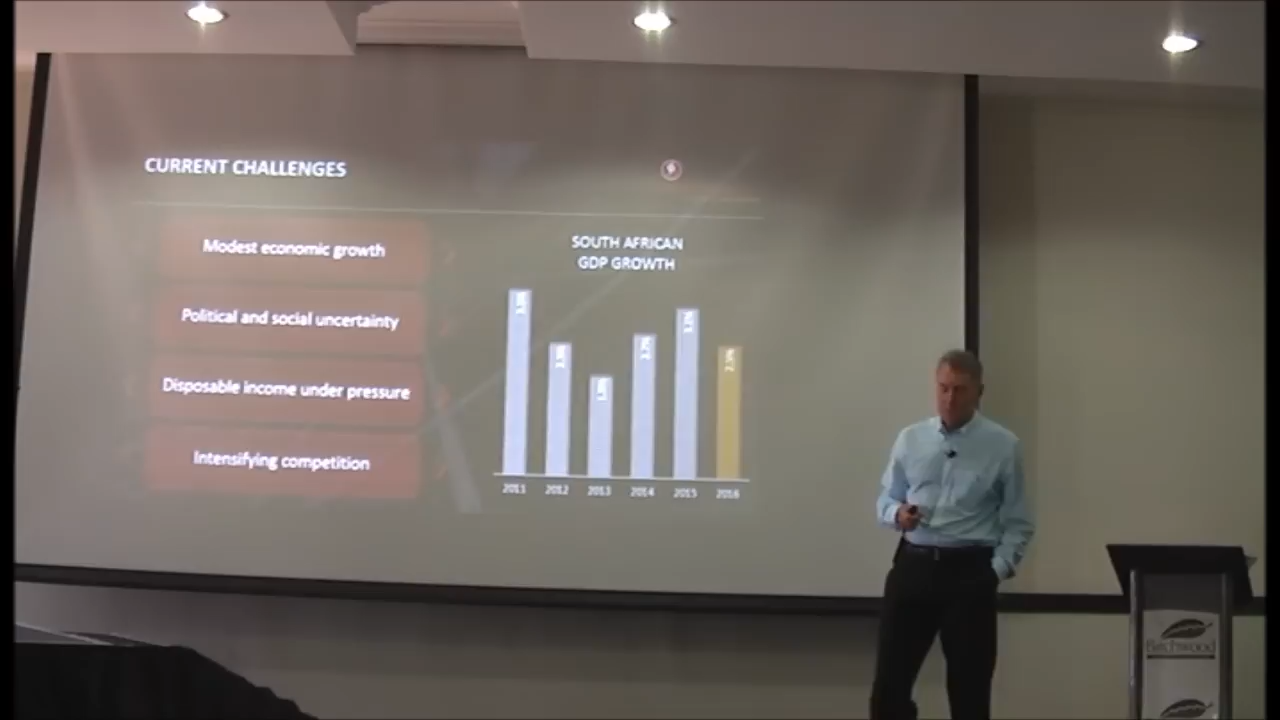 CURRENT CHALLENGES
Modest economic growth
Political and social uncertainty
Disposable income under pressure
Intensifying competition
SOUTH AFRICAN
GDP GROWTH
2011 2012 2013 2014 2015 2016
Birchwood